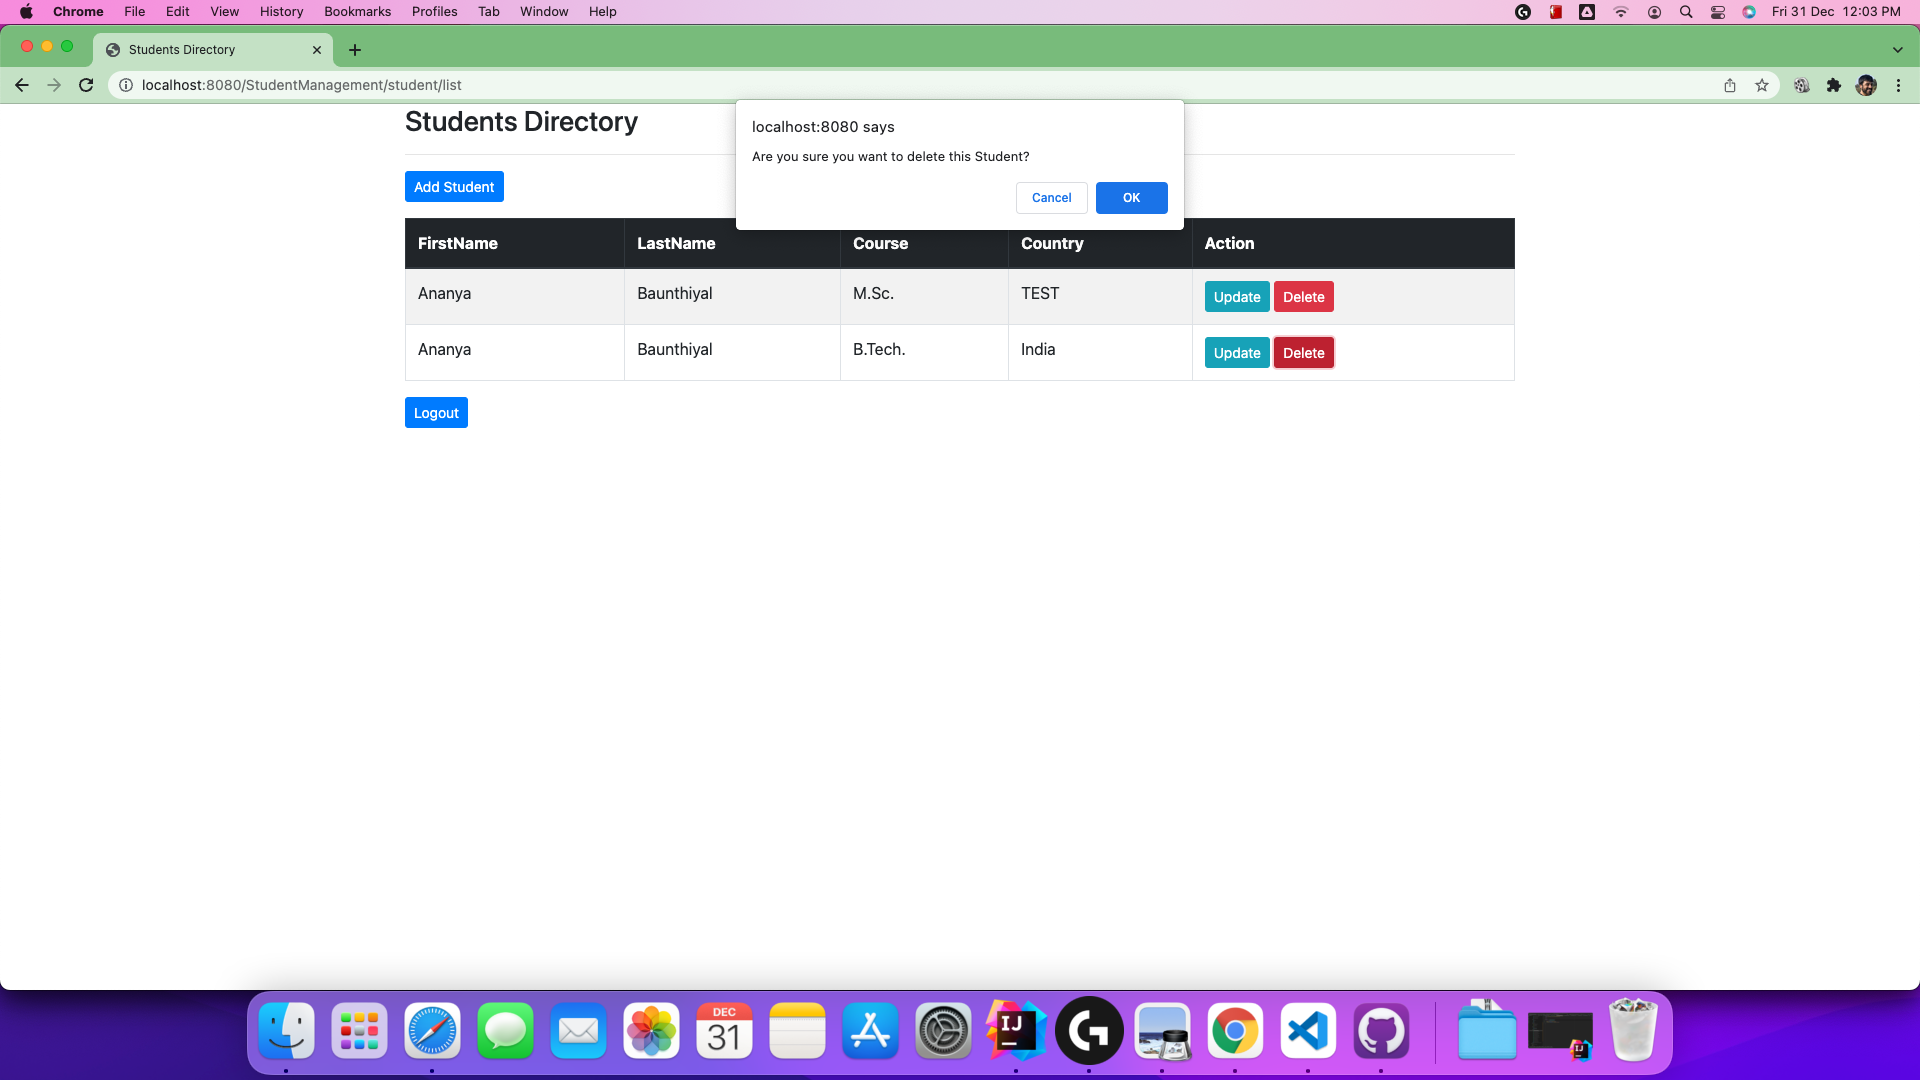 Chrome File Edit View History Bookmarks Profiles Tab Window Help Fri 31 Dec 12:03 PM
Students Directory
localhost:8080/StudentManagement/student/list
Students Directory
localhost:8080 says
Are you sure you want to delete this Student?
Cancel OK
Add Student
FirstName LastName Course Country Action
Ananya Baunthiyal M.Sc. TEST Update Delete
Ananya Baunthiyal B.Tech. India Update Delete
Logout
DEC
31
IJ
IJ